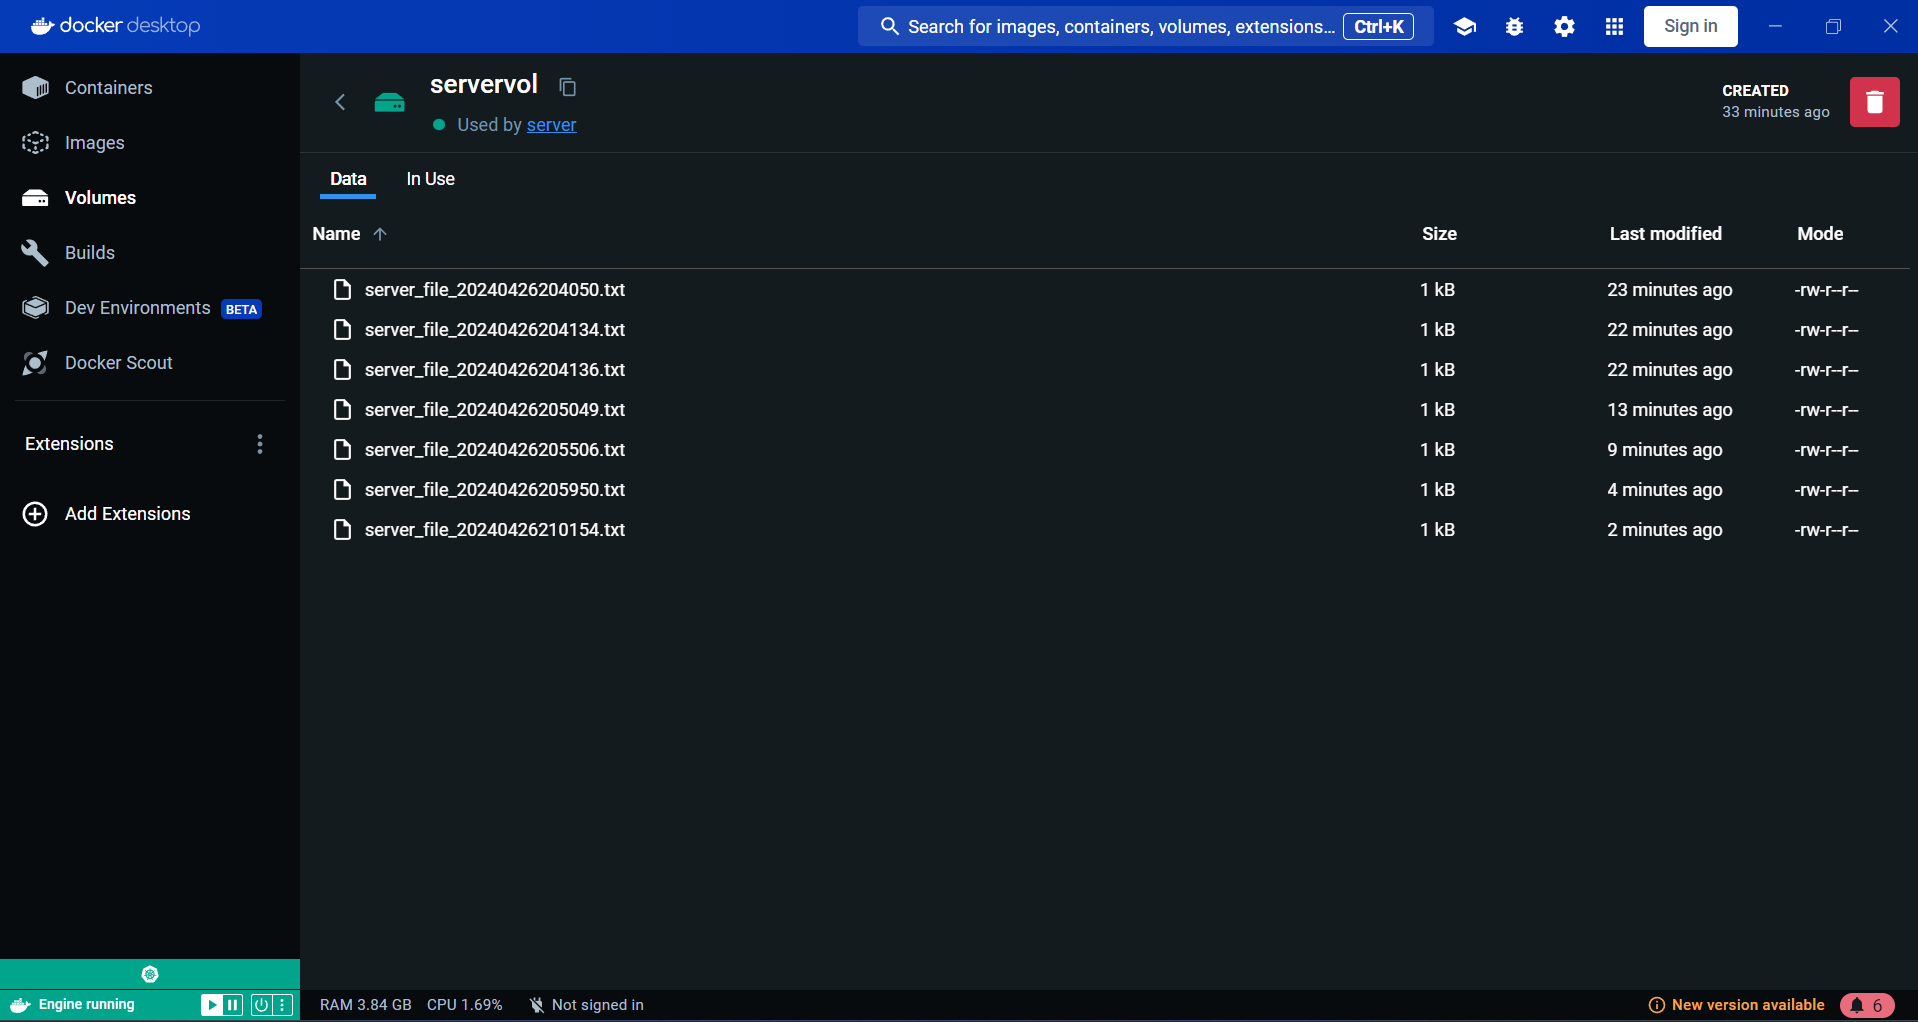 docker desktop
Search for images, containers, volumes, extensions... Ctrl+K
Sign in
Containers
Images
Volumes
Builds
Dev Environments BETA
Docker Scout
Extensions
Add Extensions
servervol
Used by server
CREATED
33 minutes ago
Data In Use
Name Size Last modified Mode
server_file_20240426204050.txt 1 kB 23 minutes ago -rw-r--r--
server_file_20240426204134.txt 1 kB 22 minutes ago -rw-r--r--
server_file_20240426204136.txt 1 kB 22 minutes ago -rw-r--r--
server_file_20240426205049.txt 1 kB 13 minutes ago -rw-r--r--
server_file_20240426205506.txt 1 kB 9 minutes ago -rw-r--r--
server_file_20240426205950.txt 1 kB 4 minutes ago -rw-r--r--
server_file_20240426210154.txt 1 kB 2 minutes ago -rw-r--r--
Engine running RAM 3.84 GB CPU 1.69% Not signed in New version available 6